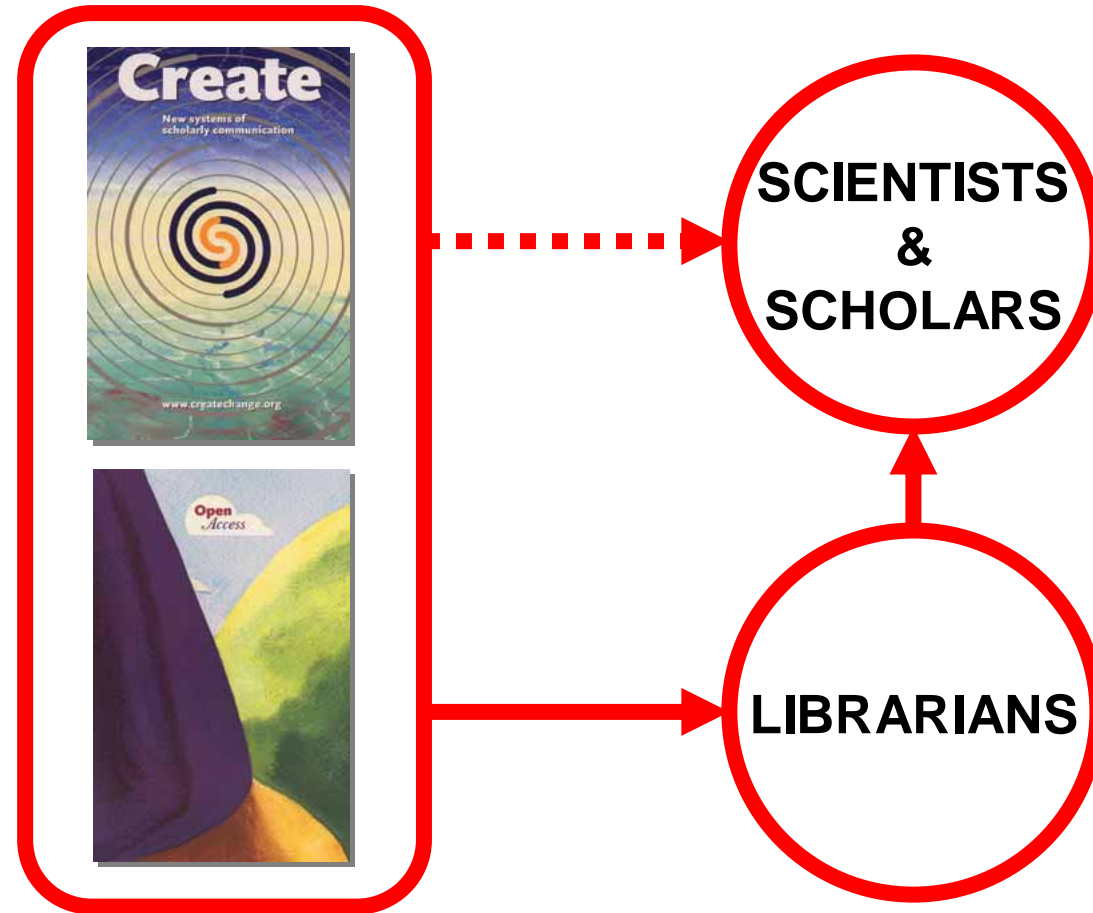 Create
New systems of
scholarly communication
www.createchange.org
Open
Access
SCIENTISTS
&
SCHOLARS
LIBRARIANS